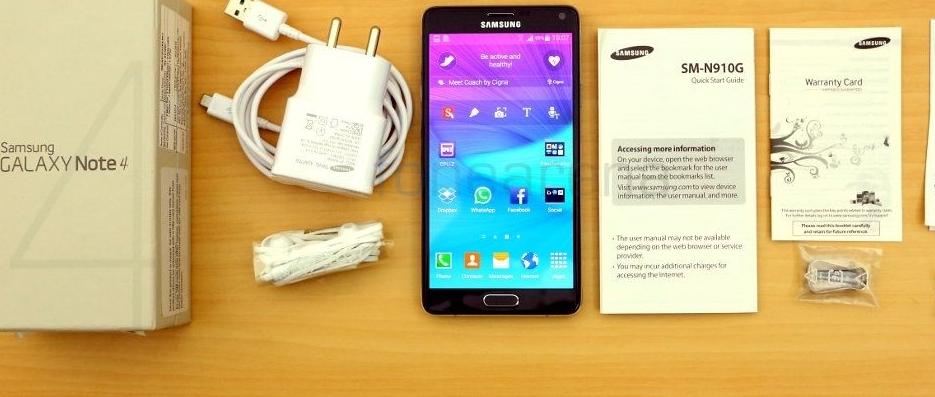 Samsung
GALAXY Note 4
SAMSUNG
10:07
Be active and
healthy!
Meet Coach by Cigna
Cigna
Dropbox
WhatsApp
Facebook
Social
Phone
Contacts
Messages
Internet
Apps
SAMSUNG
SM-N910G
Quick Start Guide
Accessing more information
On your device, open the web browser
and select the bookmark for the user
manual from the bookmarks list.
Visit www.samsung.com to view device
information, the user manual, and more.
• The user manual may not be available
depending on the web browser or service
provider.
• You may incur additional charges for
accessing the Internet.
SAMSUNG
Warranty Card
Please read this booklet carefully
and retain for future reference.